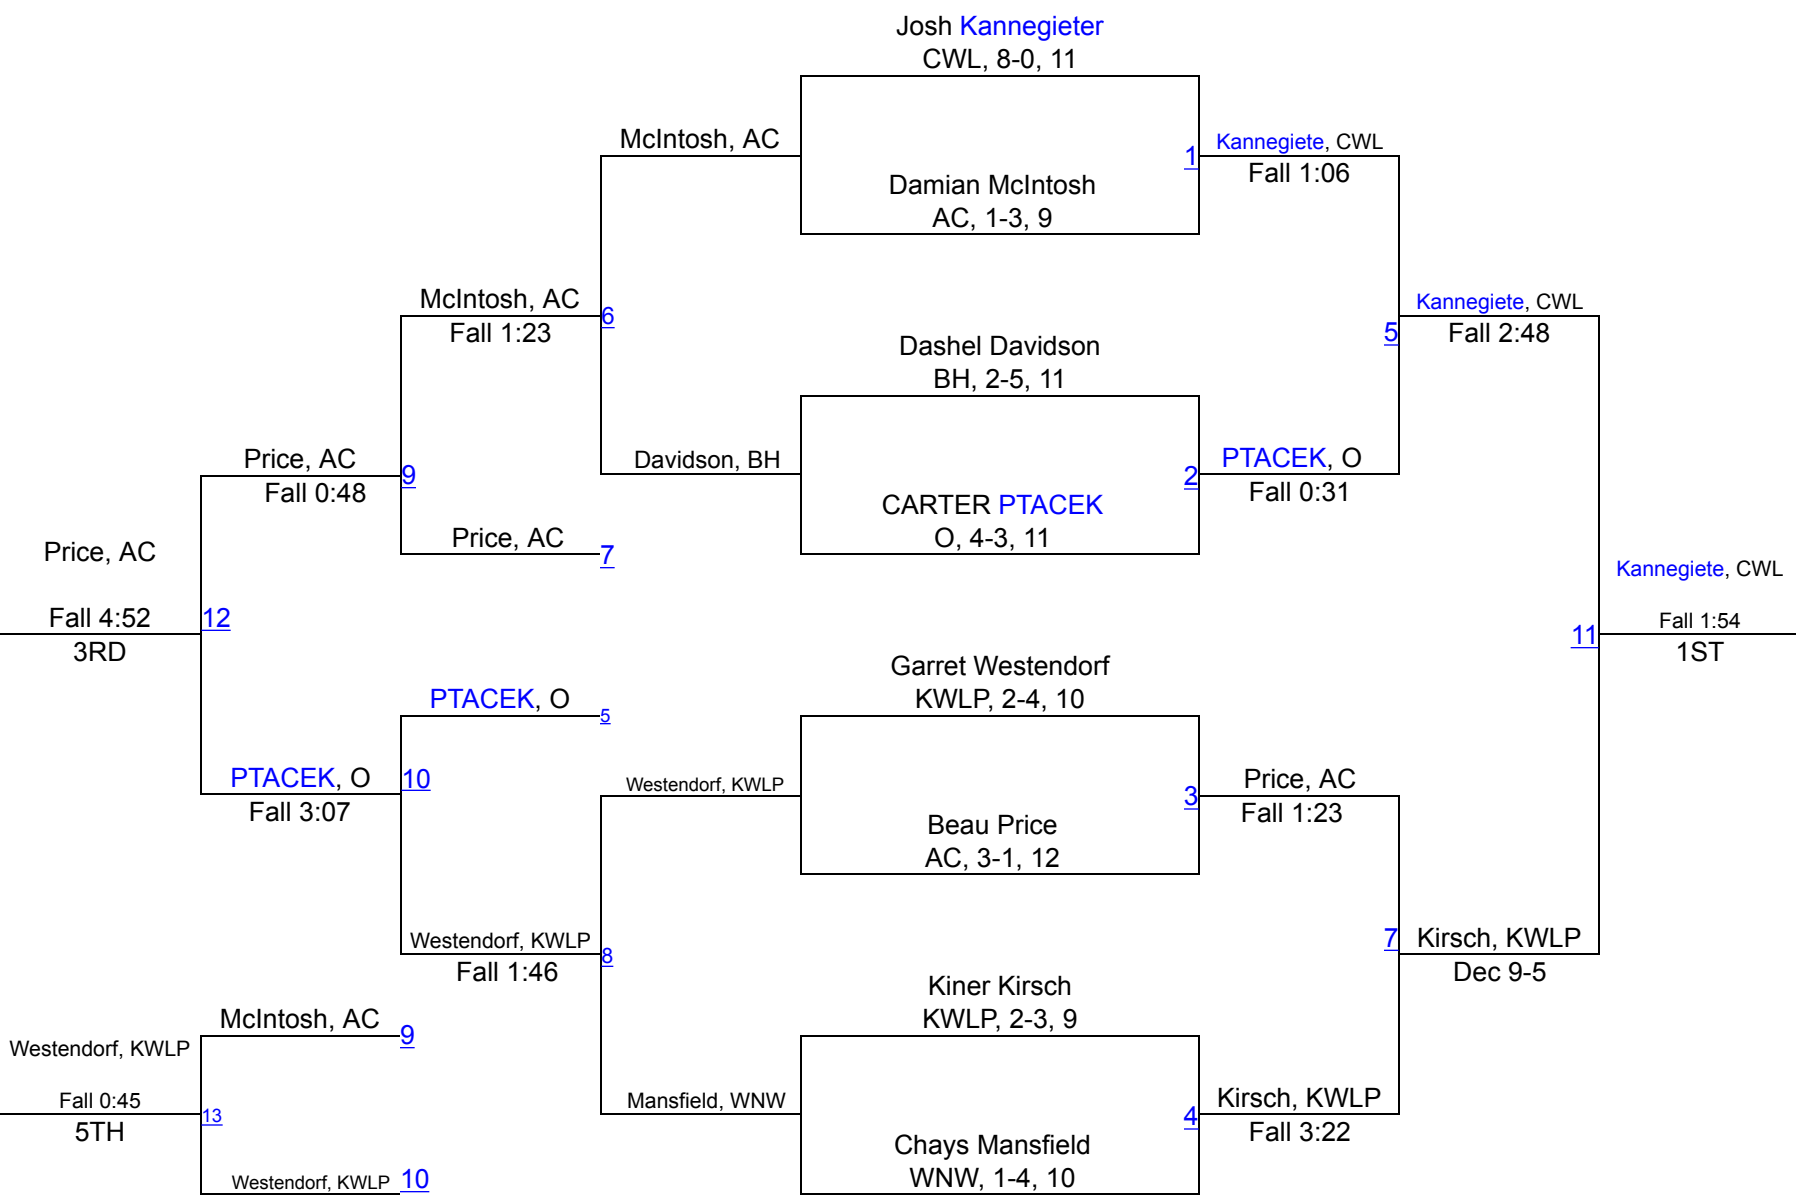 Josh Kannegieter
CWL, 8-0, 11
McIntosh, AC
1
Kannegiete, CWL
Fall 1:06
Damian McIntosh
AC, 1-3, 9
McIntosh, AC
Fall 1:23
6
Kannegiete, CWL
Fall 2:48
5
Dashel Davidson
BH, 2-5, 11
Price, AC
Fall 0:48
9
Davidson, BH
2
PTACEK, O
Fall 0:31
CARTER PTACEK
O, 4-3, 11
Price, AC
7
Price, AC
Fall 4:52
3RD
12
Kannegiete, CWL
Fall 1:54
1ST
11
Garret Westendorf
KWLP, 2-4, 10
PTACEK, O
5
PTACEK, O
Fall 3:07
10
Westendorf, KWLP
3
Price, AC
Fall 1:23
Beau Price
AC, 3-1, 12
Westendorf, KWLP
Fall 1:46
8
7
Kirsch, KWLP
Dec 9-5
Kiner Kirsch
KWLP, 2-3, 9
McIntosh, AC
9
Westendorf, KWLP
Fall 0:45
5TH
13
Mansfield, WNW
4
Kirsch, KWLP
Fall 3:22
Chays Mansfield
WNW, 1-4, 10
Westendorf, KWLP
10